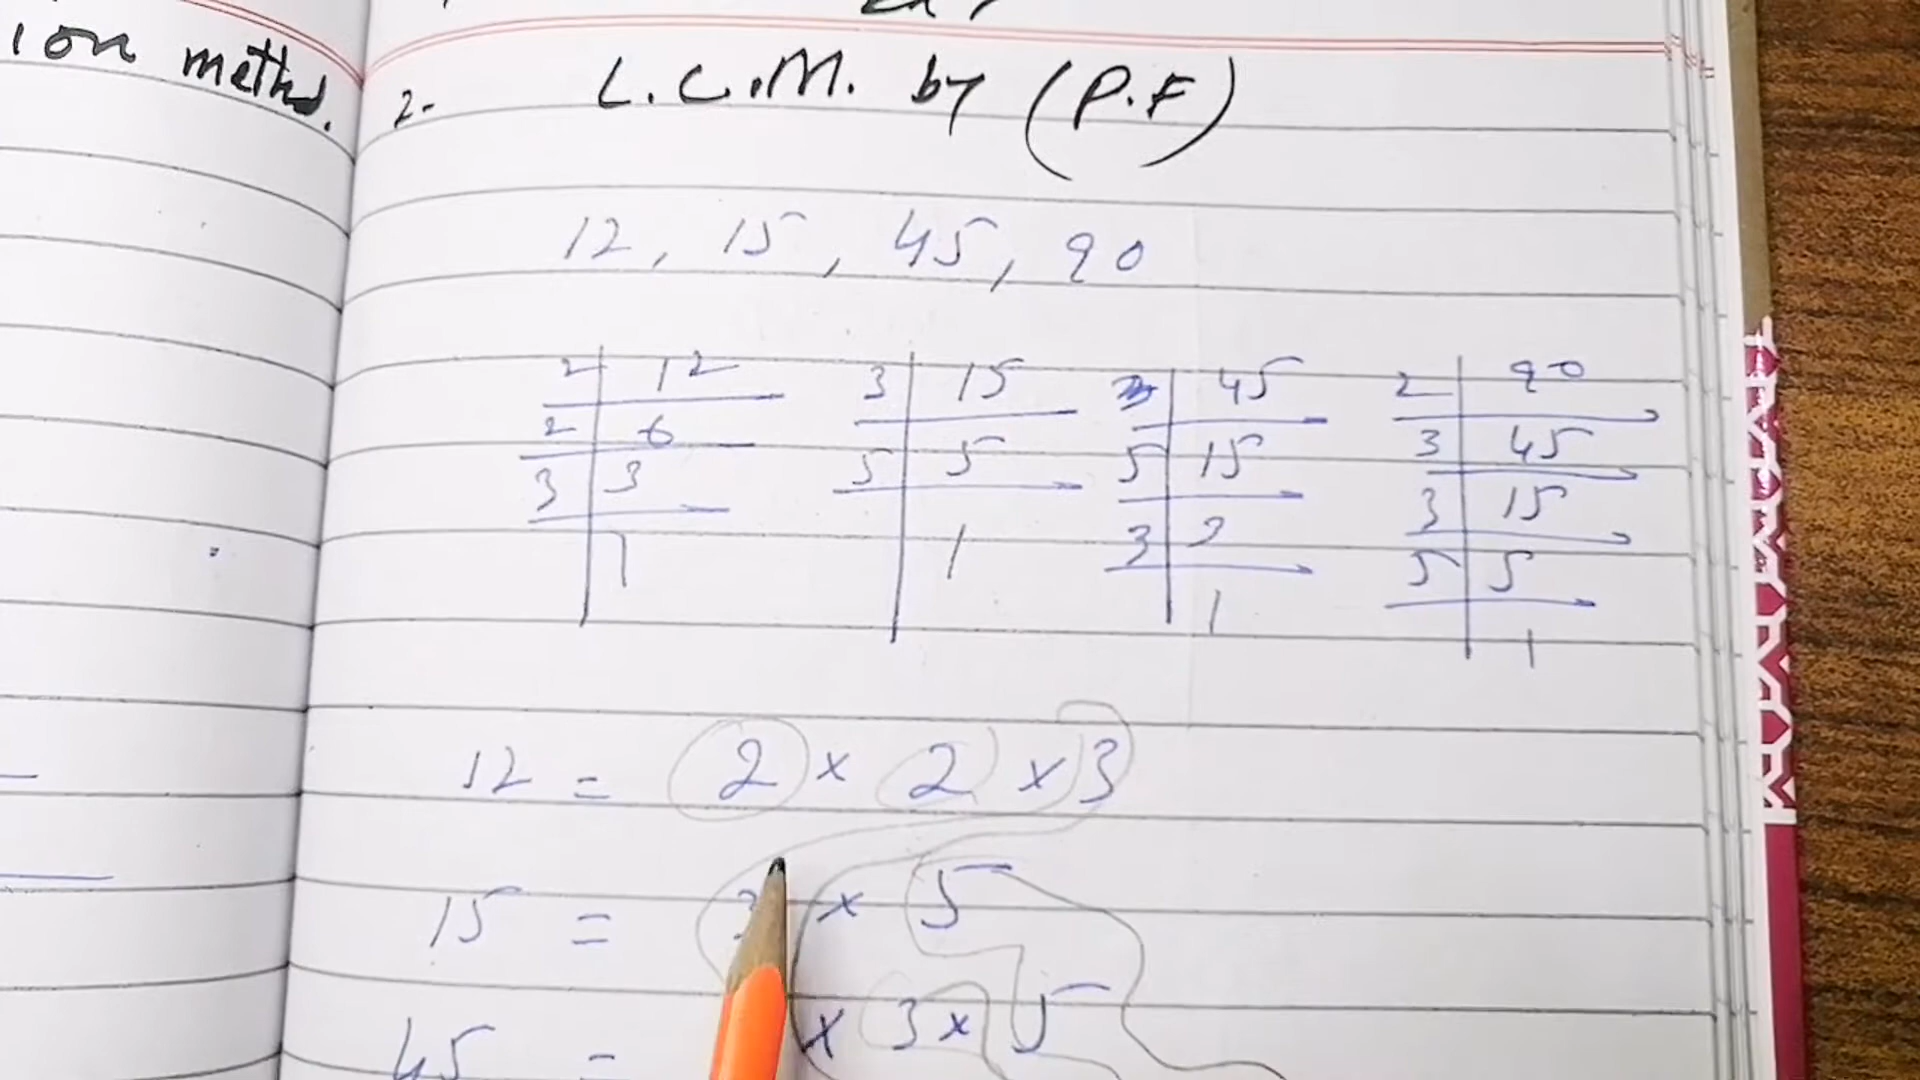 ion method.
2- L.C.M. by (P.F)
12, 15, 45, 90
2 12 3 15 45 2 90
2 6 5 5 5 15 3 45
3 3 1 3 3 3 15
1 1 5 5
1
12 = 2 × 2 × 3
15 = × 5
45 = × 3 × 5